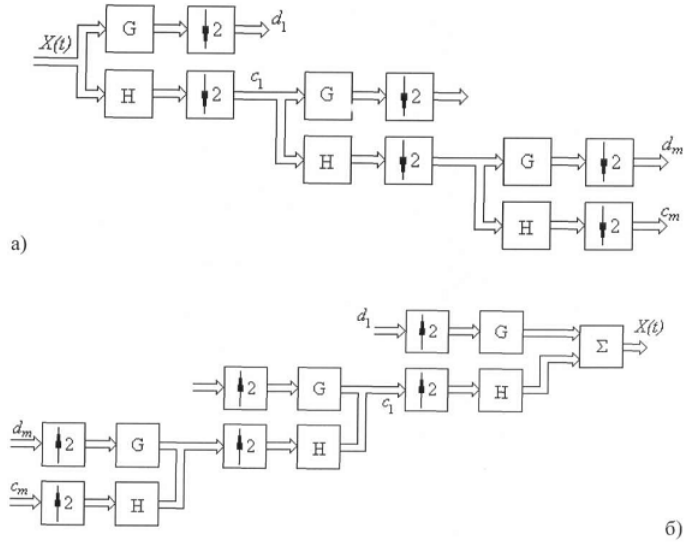 X(t) G 2 d1
H 2 c1 G 2
H 2 G 2 dm
H 2 cm
а)
d1 2 G Σ X(t)
2 G c1 2 H
dm 2 G 2 H
cm 2 H
б)